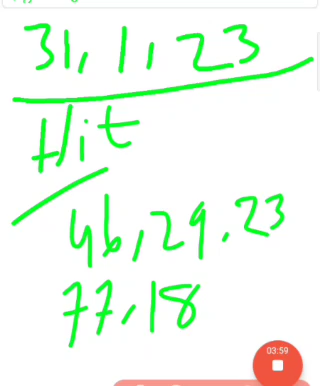 31, 1, 23
Hit
46, 29, 23
77, 18
03:59